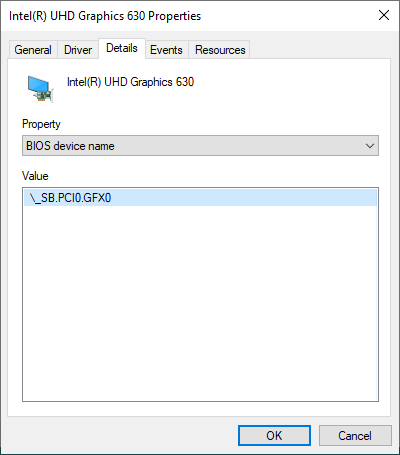 Intel(R) UHD Graphics 630 Properties
General Driver Details Events Resources
Intel(R) UHD Graphics 630
Property
BIOS device name
Value
\_SB.PCI0.GFX0
OK Cancel